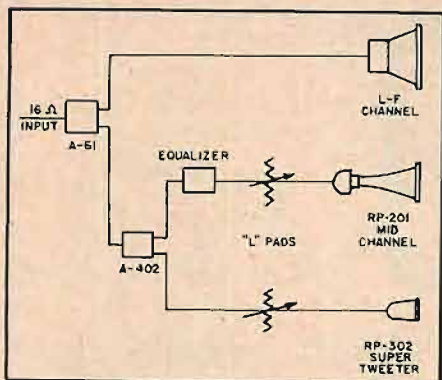 L-F
CHANNEL
16 Ω
INPUT
A-61
EQUALIZER
RP-201
MID
CHANNEL
"L" PADS
A-402
RP-302
SUPER
TWEETER